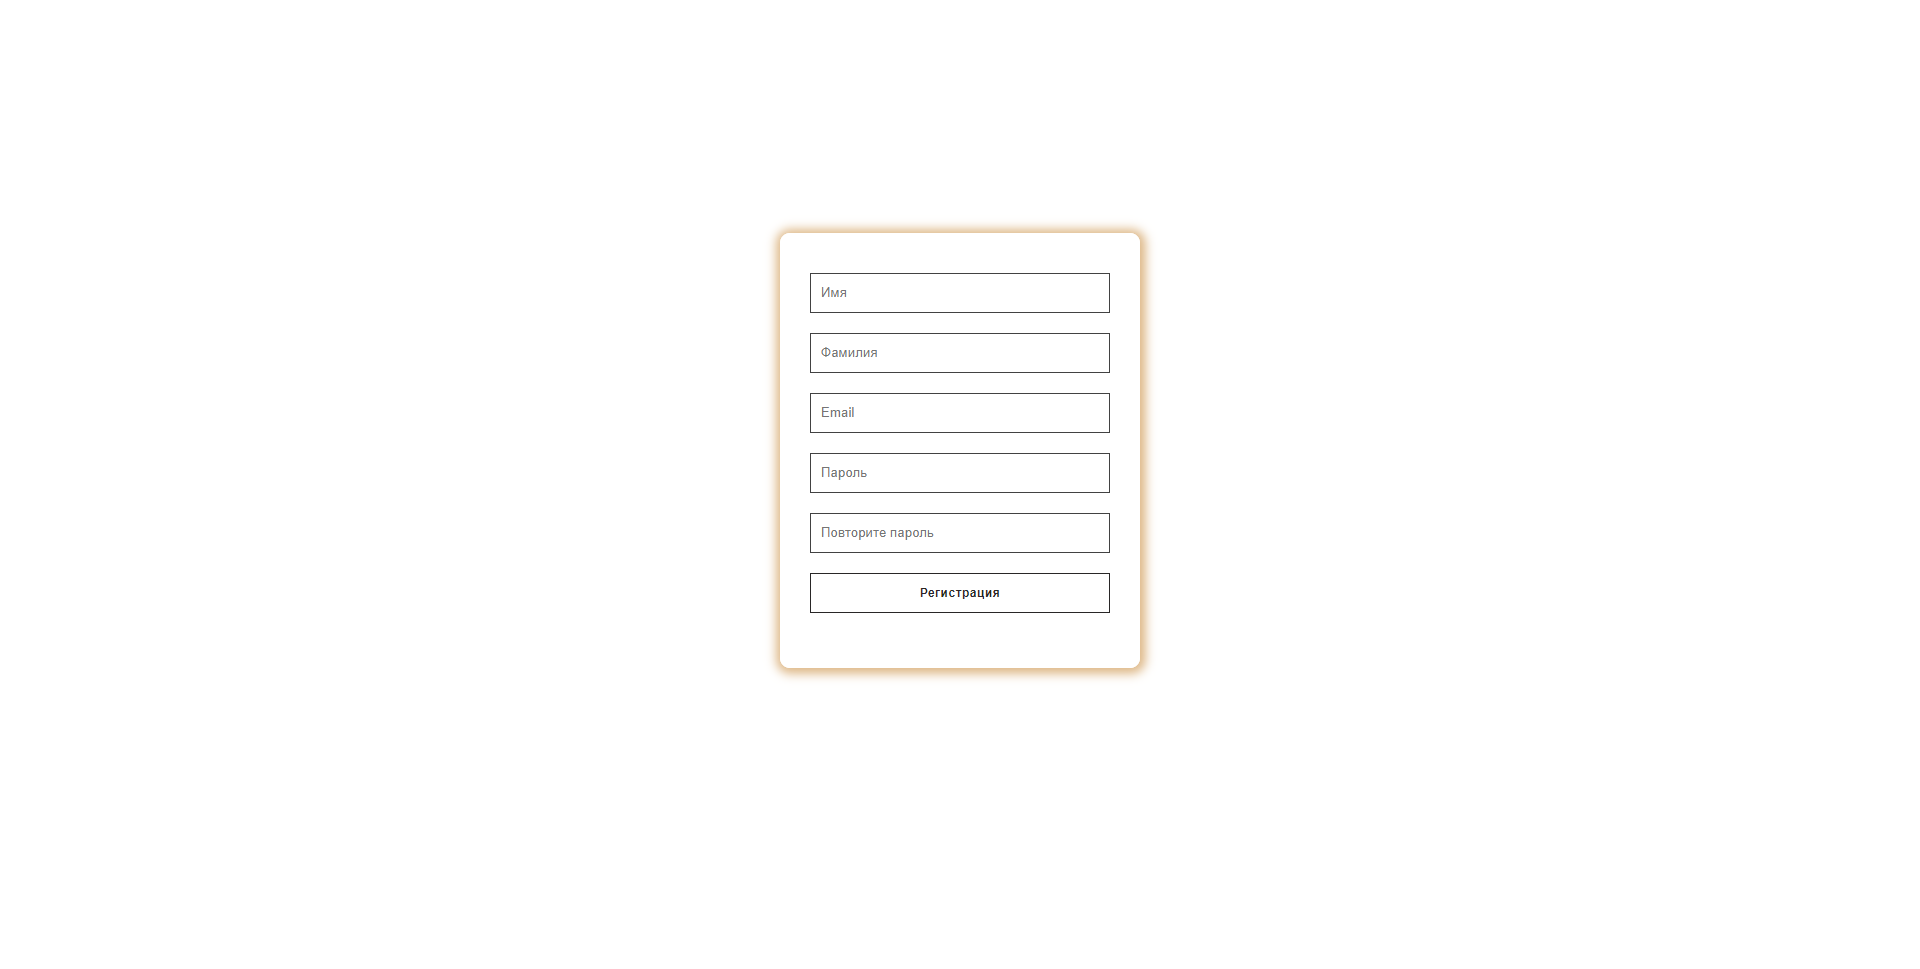 Имя
Фамилия
Email
Пароль
Повторите пароль
Регистрация